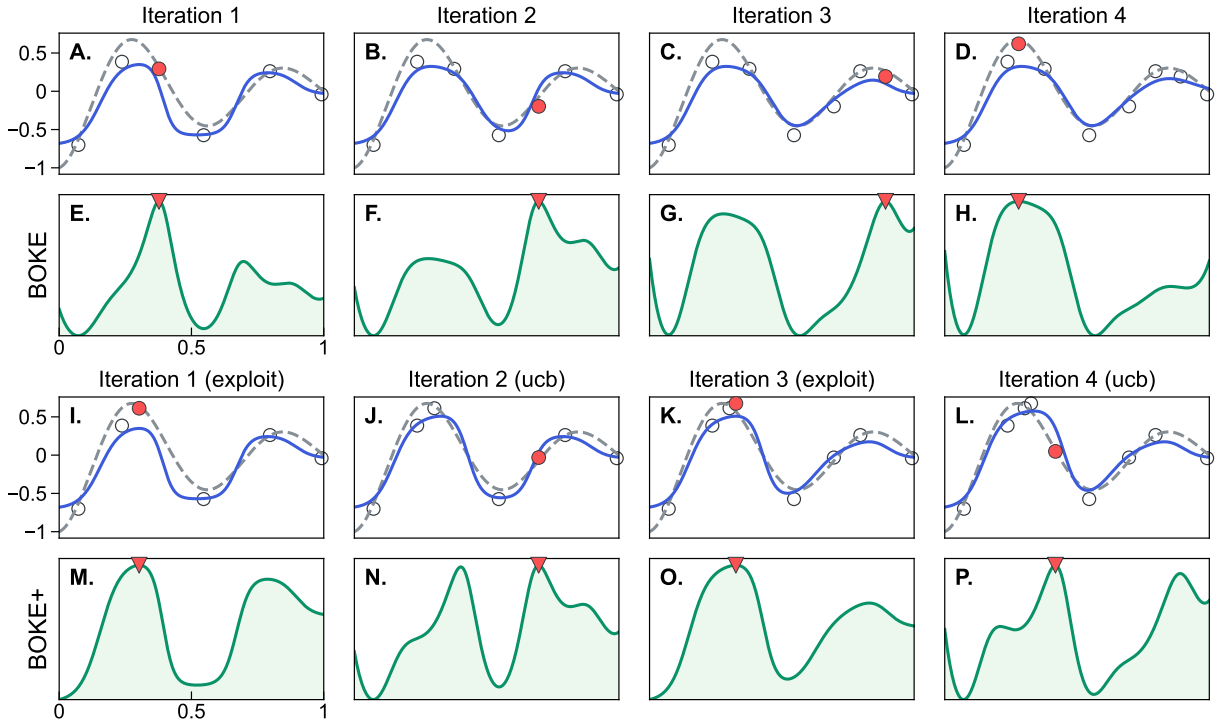 Iteration 1
Iteration 2
Iteration 3
Iteration 4
A.
B.
C.
D.
0.5
0
−0.5
−1
E.
F.
G.
H.
BOKE
0
0.5
1
Iteration 1 (exploit)
Iteration 2 (ucb)
Iteration 3 (exploit)
Iteration 4 (ucb)
I.
J.
K.
L.
0.5
0
−0.5
−1
M.
N.
O.
P.
BOKE+
0
0.5
1